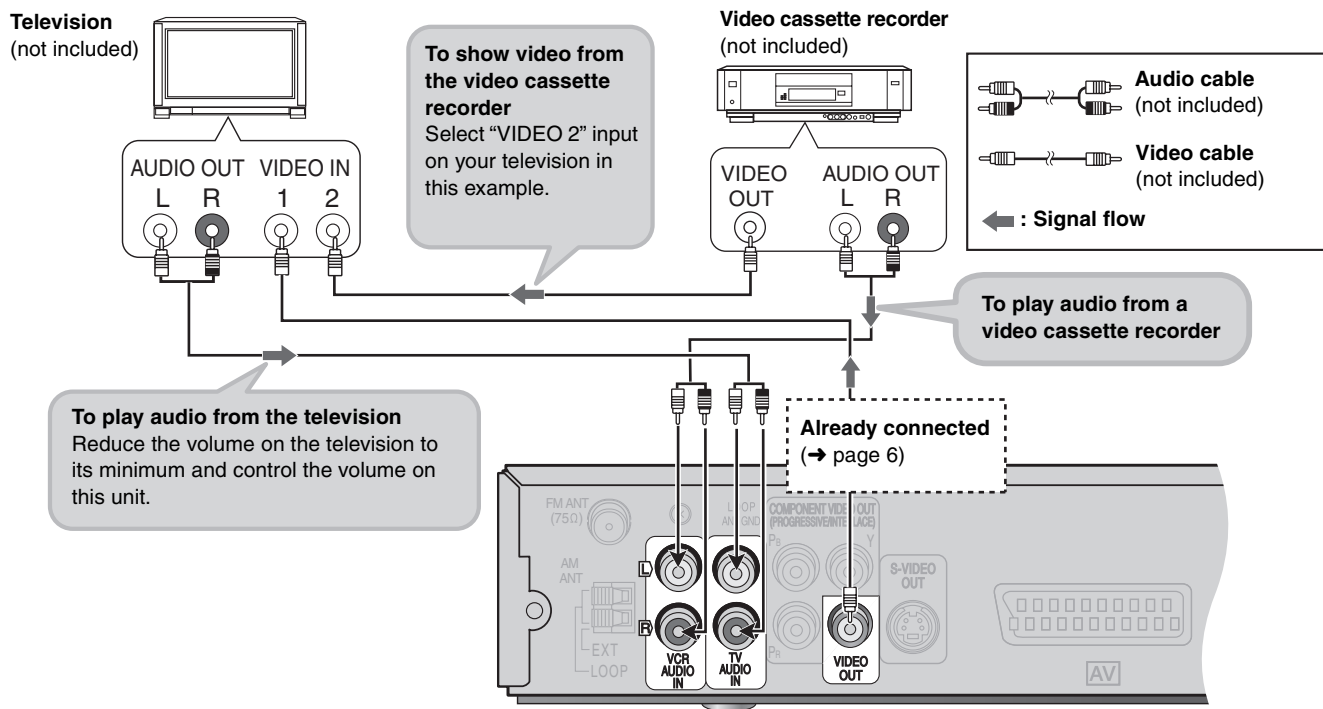 Television
(not included)
To show video from
the video cassette
recorder
Select “VIDEO 2” input
on your television in
this example.
Video cassette recorder
(not included)
Audio cable
(not included)
Video cable
(not included)
: Signal flow
AUDIO OUT VIDEO IN
L R 1 2
VIDEO
OUT
AUDIO OUT
L R
To play audio from a
video cassette recorder
To play audio from the television
Reduce the volume on the television to
its minimum and control the volume on
this unit.
Already connected
(➜ page 6)
FM ANT
(75Ω)
LOOP
ANT GND
COMPONENT VIDEO OUT
(PROGRESSIVE/INTERLACE)
PB Y
AM
ANT
L
S-VIDEO
OUT
R
PR
EXT
LOOP
VCR
AUDIO
IN
TV
AUDIO
IN
VIDEO
OUT
AV